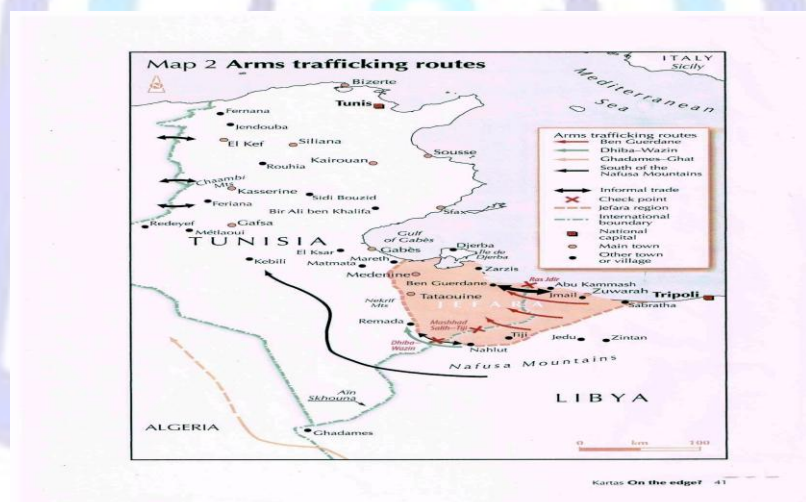 Map 2 Arms trafficking routes
ITALY
Sicily
Mediterranean
Sea
Bizerte
Tunis
Fernana
Jendouba
El Kef
Siliana
Sousse
Rouhia
Kairouan
Chaambi
Mts
Kasserine
Sidi Bouzid
Feriana
Bir Ali ben Khalifa
Sfax
Redeyef
Métlaoui
Gafsa
TUNISIA
Gulf
of Gabès
El Ksar
Gabès
Djerba
Île de
Djerba
Kebili
Matmata
Mareth
Zarzis
Medenine
Ben Guerdane
Ras Jdir
Abu Kammash
Zuwarah
Tripoli
Tataouine
JEFARA
Jmail
Sabratha
Nekrif
Mts
Remada
Mashhad
Salih–Tiji
Dhiba–
Wazin
Tiji
Jedu
Zintan
Nahlut
Nafusa Mountains
LIBYA
Aïn
Skhouna
ALGERIA
Ghadames
Arms trafficking routes
Ben Guerdane
Dhiba–Wazin
Ghadames–Ghat
South of the
Nafusa Mountains
Informal trade
Check point
Jefara region
International
boundary
National
capital
Main town
Other town
or village
0 km 100
Kartas On the edge? 41